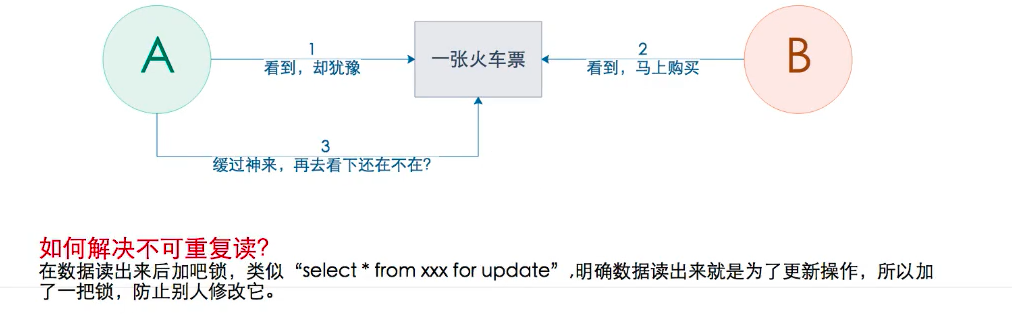 A
1
看到，却犹豫
一张火车票
2
看到，马上购买
B
3
缓过神来，再去看下还在不在？
如何解决不可重复读？
在数据读出来后加吧锁，类似“select * from xxx for update”,明确数据读出来就是为了更新操作，所以加
了一把锁，防止别人修改它。